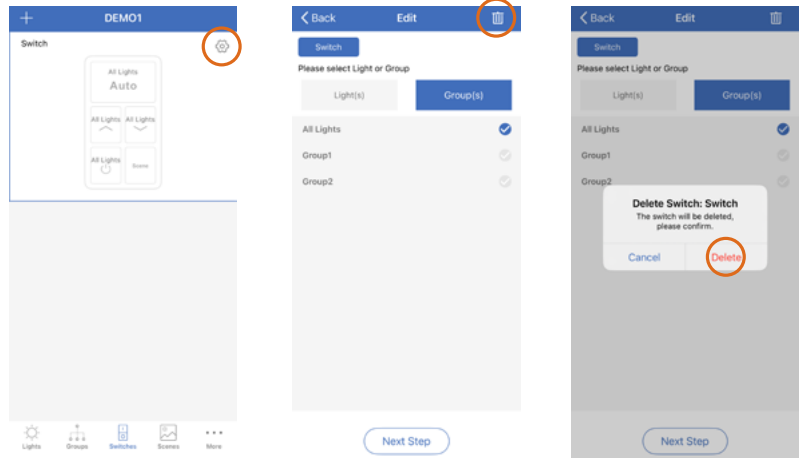 DEMO1
Switch
All Lights
Auto
All Lights All Lights
All Lights
Scene
Lights Groups Switches Scenes More
Back Edit
Switch
Please select Light or Group
Light(s) Group(s)
All Lights
Group1
Group2
Next Step
Back Edit
Switch
Please select Light or Group
Light(s) Group(s)
All Lights
Group1
Group2
Delete Switch: Switch
The switch will be deleted,
please confirm.
Cancel Delete
Next Step